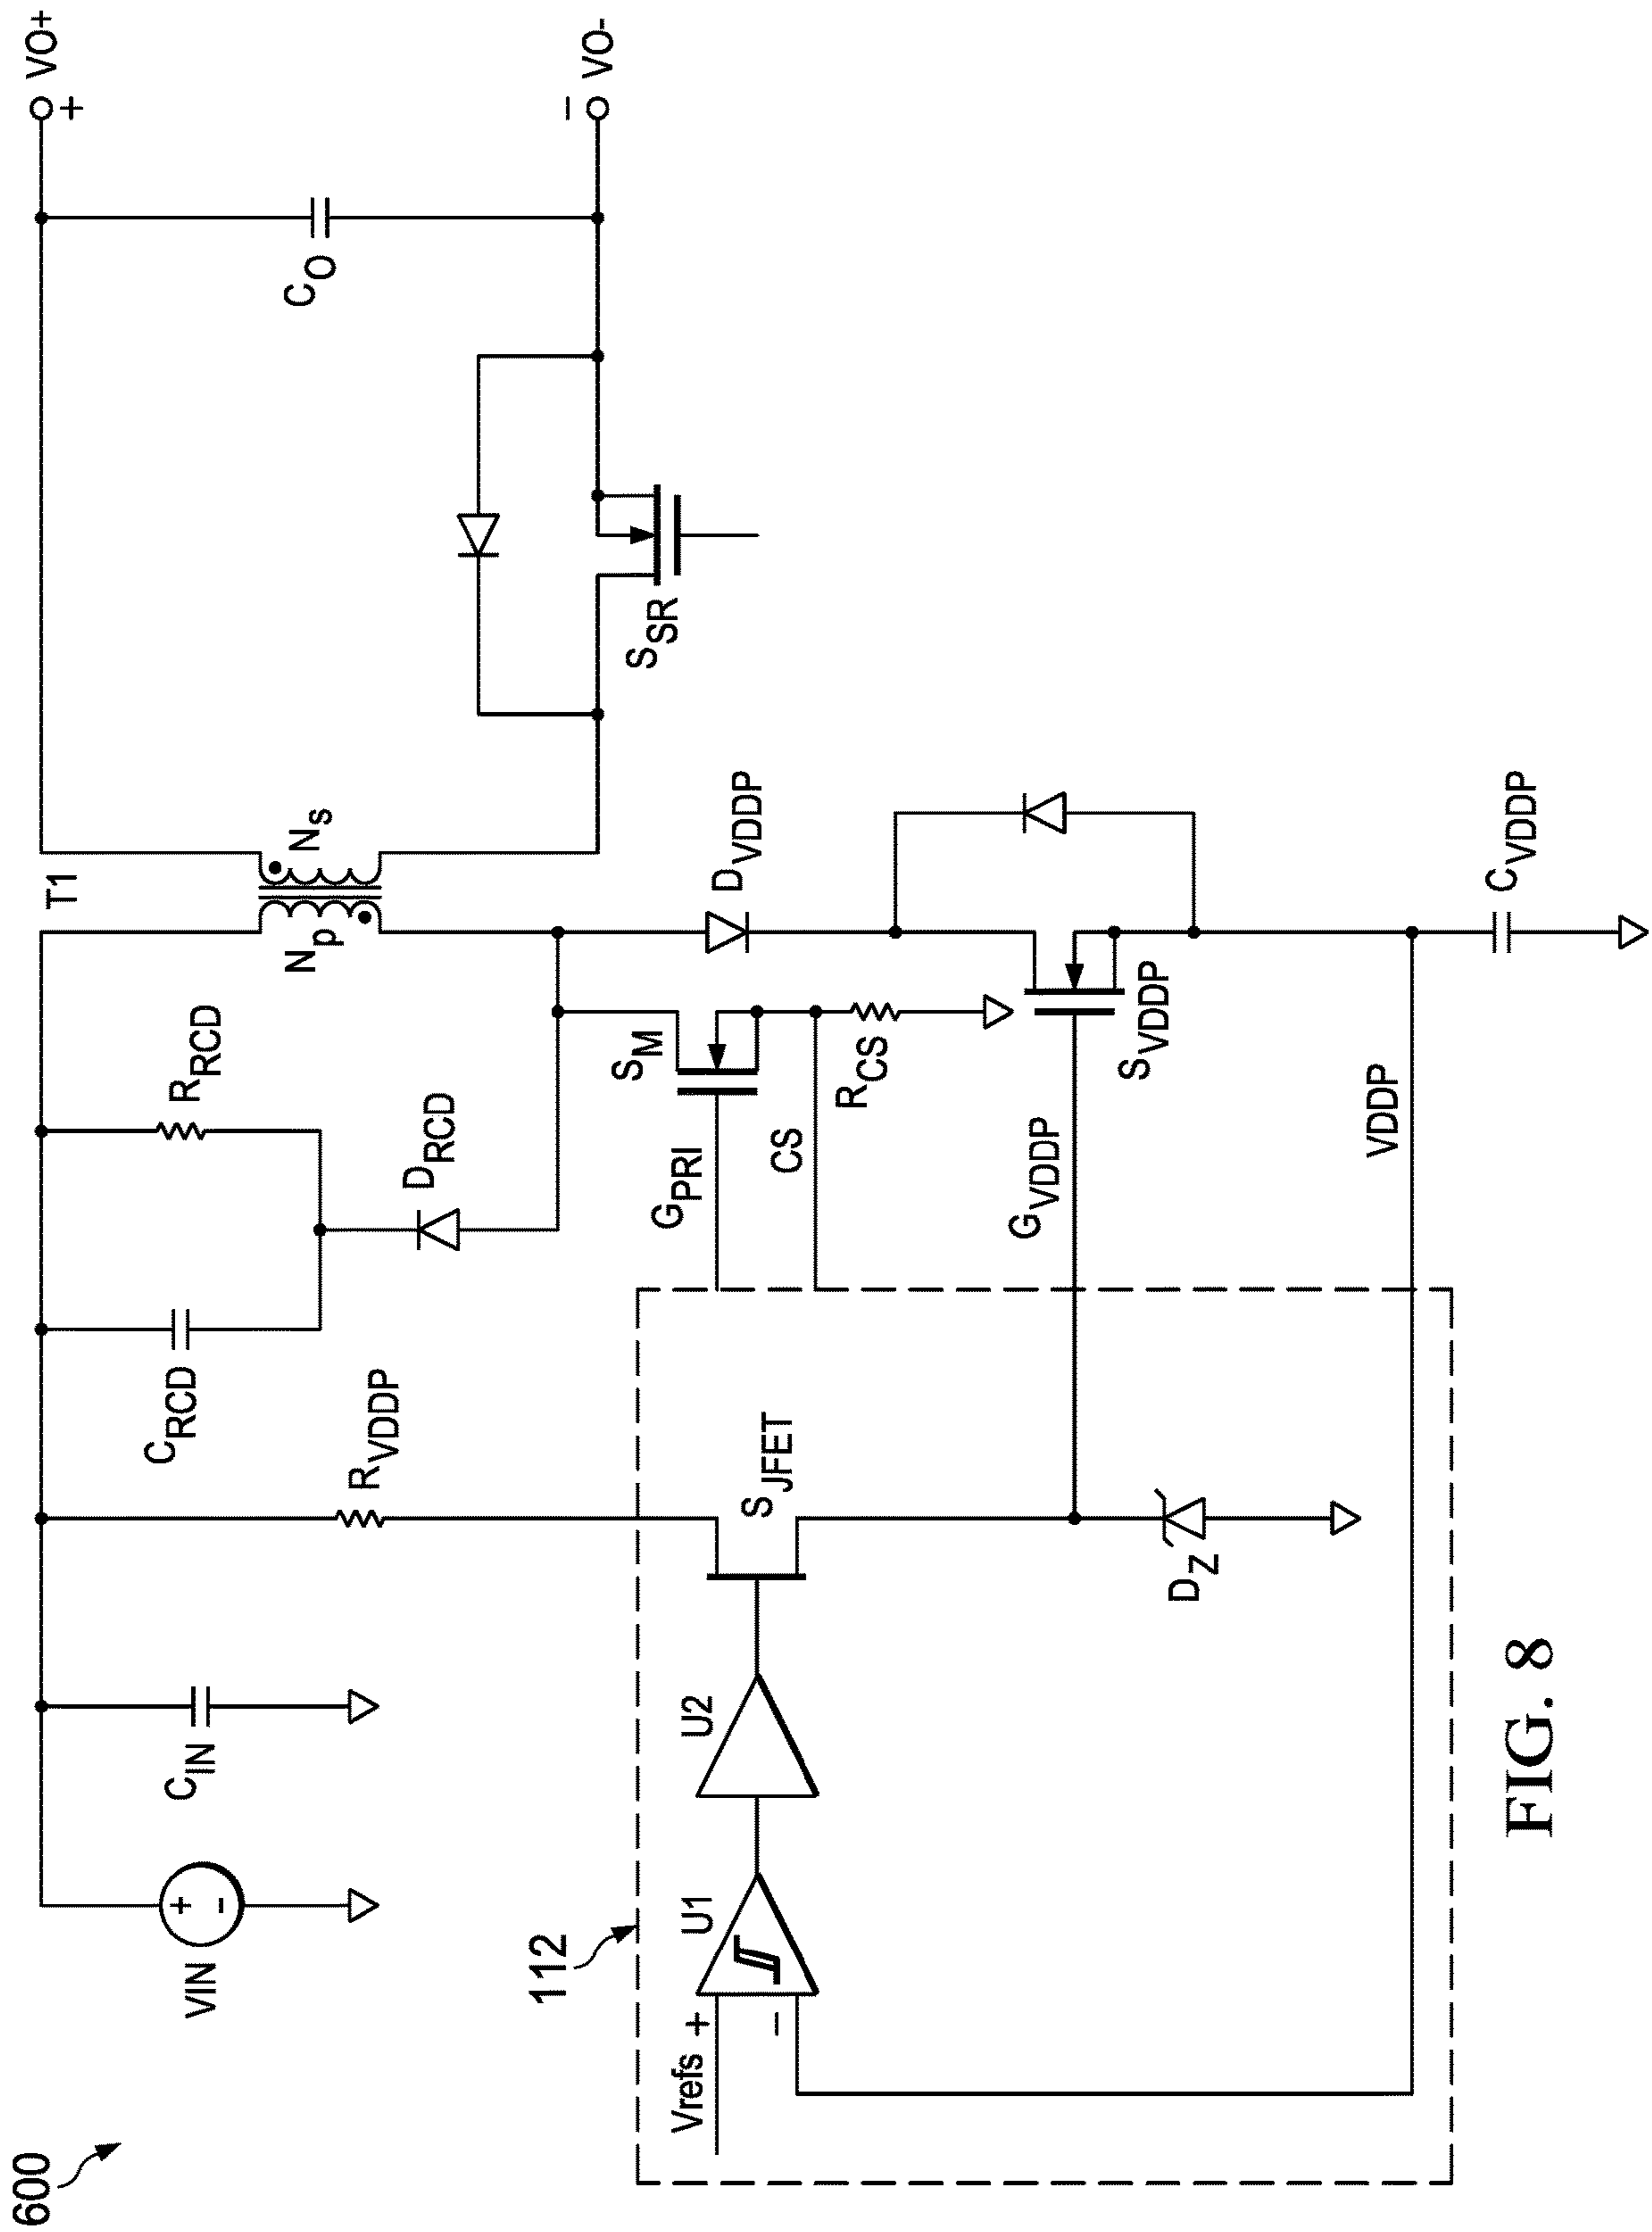 600
VIN
+
-
C_IN
C_RCD
R_RCD
D_RCD
R_VDDP
T1
N_p
N_s
C_O
VO+
+
VO-
−
S_SR
112
Vrefs
+
−
U1
U2
S_JFET
D_Z
G_PRI
S_M
CS
R_CS
D_VDDP
G_VDDP
S_VDDP
VDDP
C_VDDP
FIG. 8